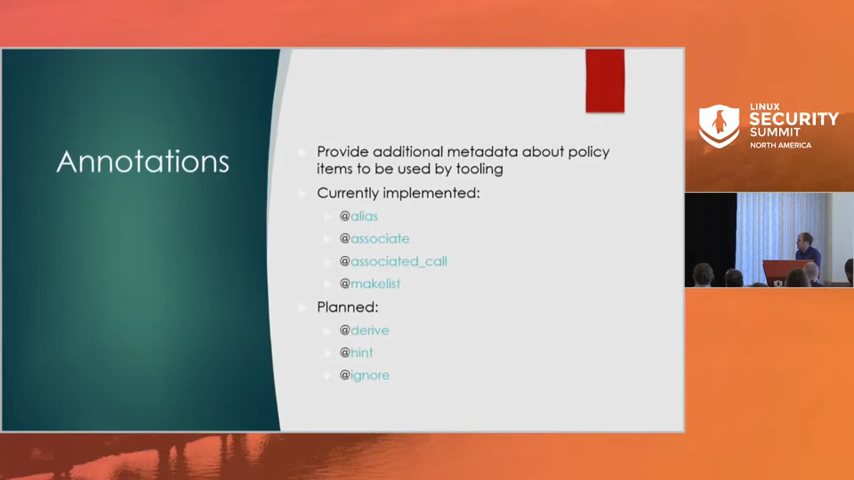 Annotations
Provide additional metadata about policy
items to be used by tooling
Currently implemented:
@alias
@associate
@associated_call
@makelist
Planned:
@derive
@hint
@ignore
LINUX
SECURITY
SUMMIT
NORTH AMERICA